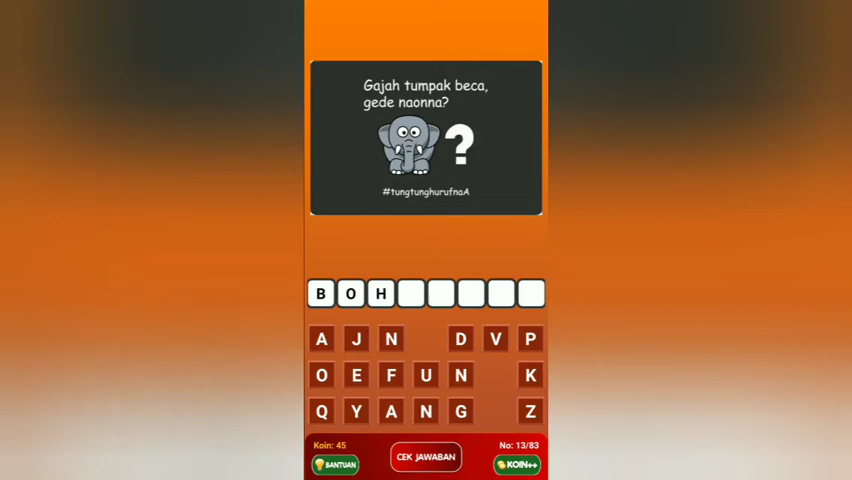 Gajah tumpak beca,
gede naonna?
?
#tungtunghurufnaA
B O H
A J N D V P
O E F U N K
Q Y A N G Z
Koin: 45
No: 13/83
BANTUAN
CEK JAWABAN
KOIN++